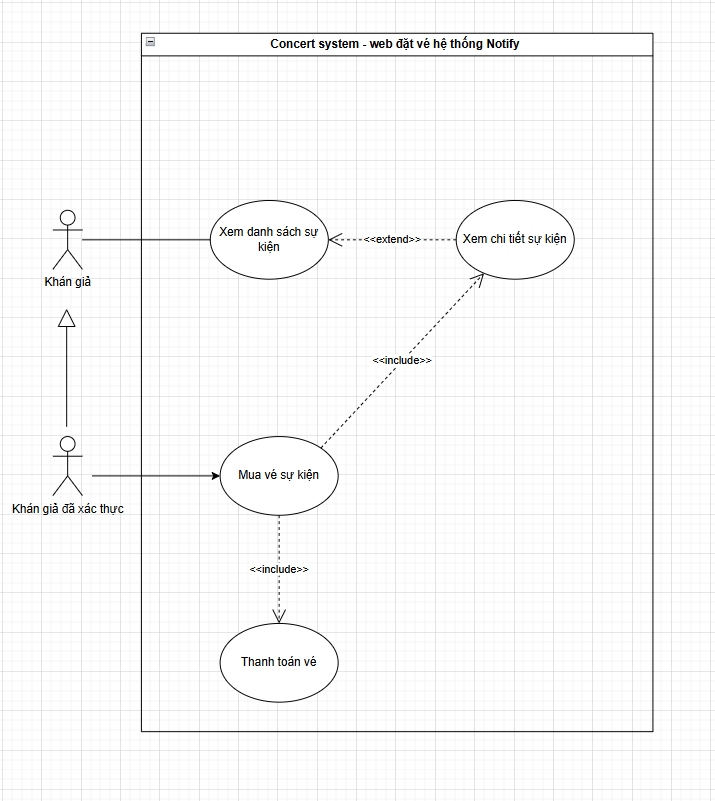 Concert system - web đặt vé hệ thống Notify
Xem danh sách sự
kiện
<<extend>>
Xem chi tiết sự kiện
Khán giả
<<include>>
Mua vé sự kiện
Khán giả đã xác thực
<<include>>
Thanh toán vé